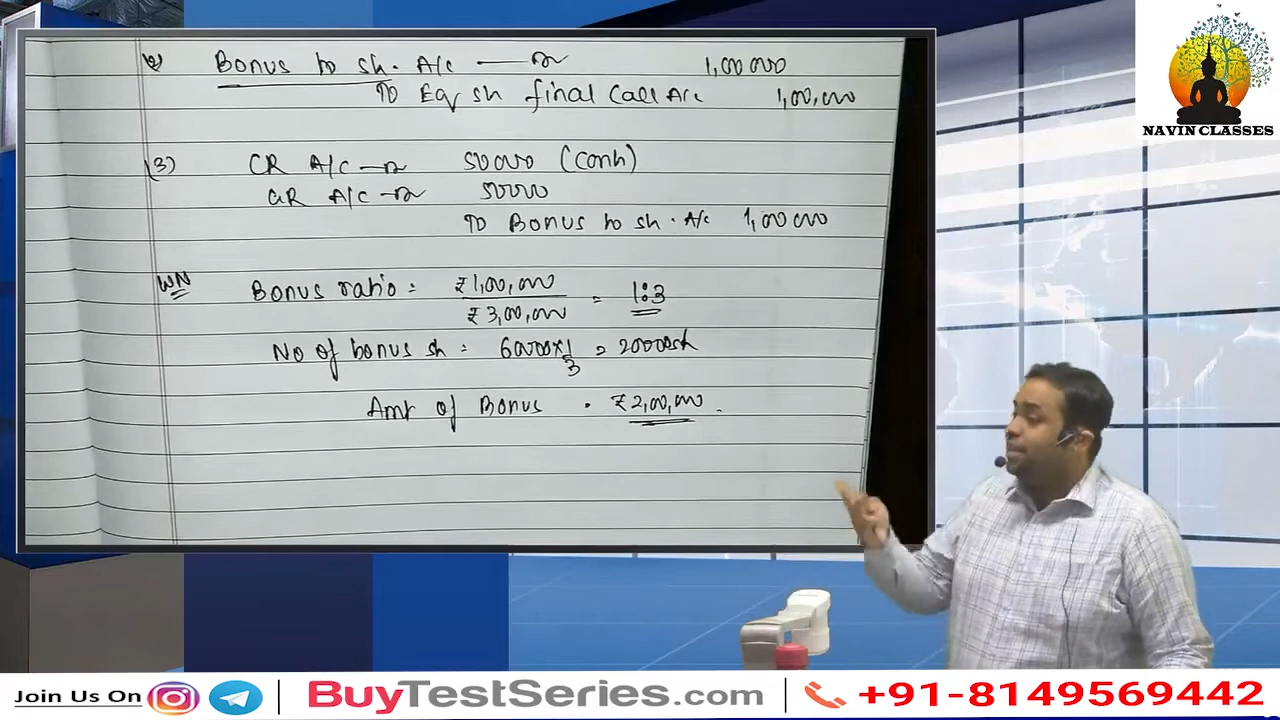 Bonus to sh. A/c — Dr 1,00,000
To Eq sh final Call A/c 1,00,000
(3) CR A/c — Dr 50000 (Conh)
GR A/c — Dr 50000
To Bonus to sh. A/c 1,00,000
WN
Bonus ratio = ₹1,00,000 / ₹3,00,000 = 1:3
No of bonus sh = 60000 x 1/3 = 20000 sh
Amt of Bonus = ₹2,00,000.
NAVIN CLASSES
Join Us On BuyTestSeries.com +91-8149569442